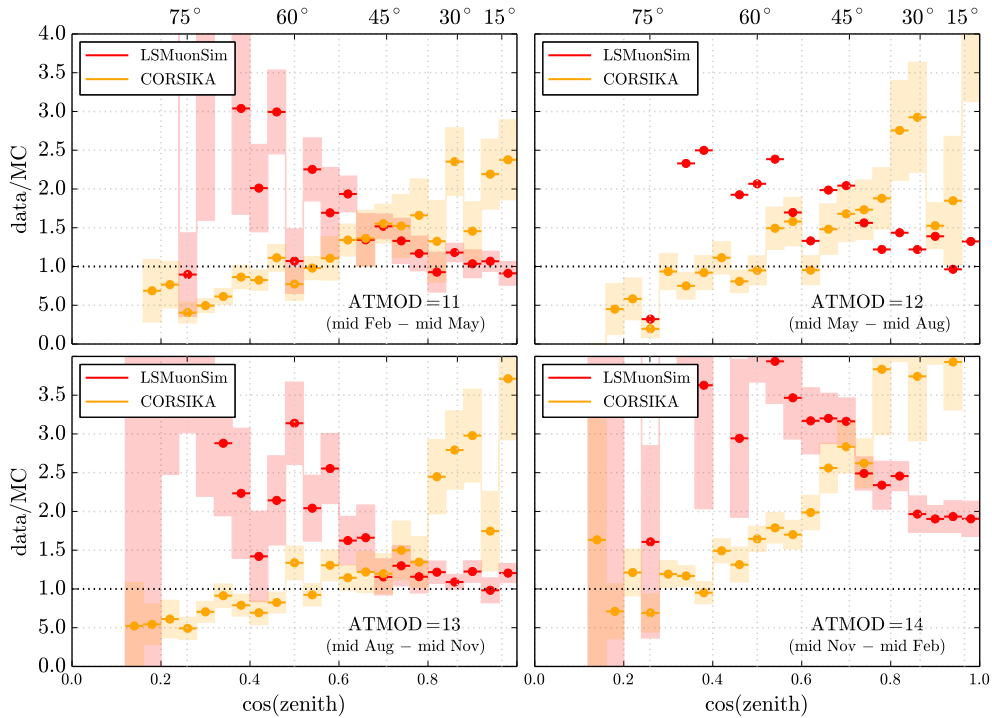 75° 60° 45° 30° 15° 75° 60° 45° 30° 15°
4.0
3.5
3.0
2.5
2.0
1.5
1.0
5.0
0.0
data/MC
LSMuonSim
CORSIKA
ATMOD=11
(mid Feb − mid May)
LSMuonSim
CORSIKA
ATMOD=12
(mid May − mid Aug)
3.5
3.0
2.5
2.0
1.5
1.0
5.0
0.0
data/MC
LSMuonSim
CORSIKA
ATMOD=13
(mid Aug − mid Nov)
LSMuonSim
CORSIKA
ATMOD=14
(mid Nov − mid Feb)
0.0 0.2 0.4 0.6 0.8 0.0 0.2 0.4 0.6 0.8 1.0
cos(zenith) cos(zenith)